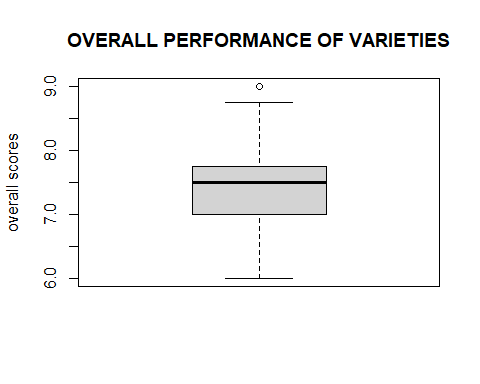 OVERALL PERFORMANCE OF VARIETIES
overall scores
9.0
8.0
7.0
6.0